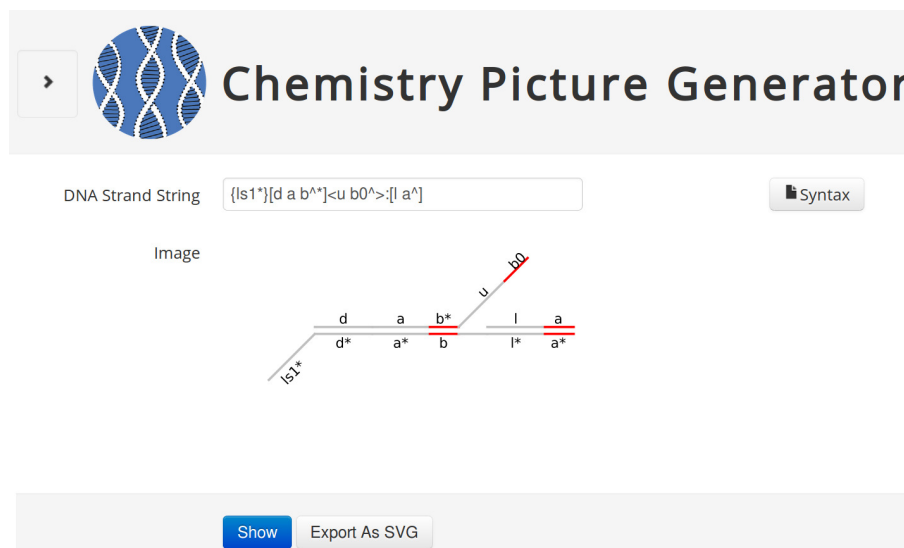 Chemistry Picture Generator
DNA Strand String
{ls1*}[d a b^*]<u b0^>:[l a^]
Syntax
Image
b0
u
d a b* l a
d* a* b l* a*
ls1*
Show
Export As SVG